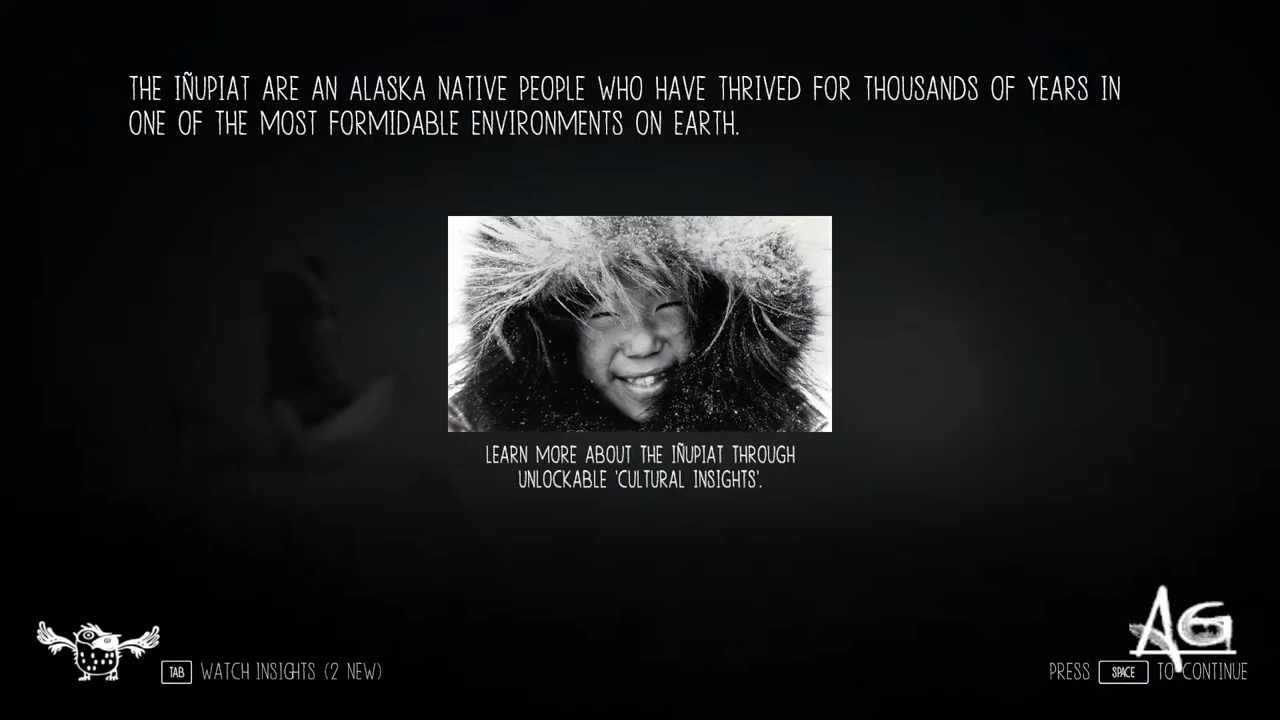 THE IÑUPIAT ARE AN ALASKA NATIVE PEOPLE WHO HAVE THRIVED FOR THOUSANDS OF YEARS IN
ONE OF THE MOST FORMIDABLE ENVIRONMENTS ON EARTH.
LEARN MORE ABOUT THE IÑUPIAT THROUGH
UNLOCKABLE 'CULTURAL INSIGHTS'.
AG
TAB WATCH INSIGHTS (2 NEW)
PRESS SPACE TO CONTINUE